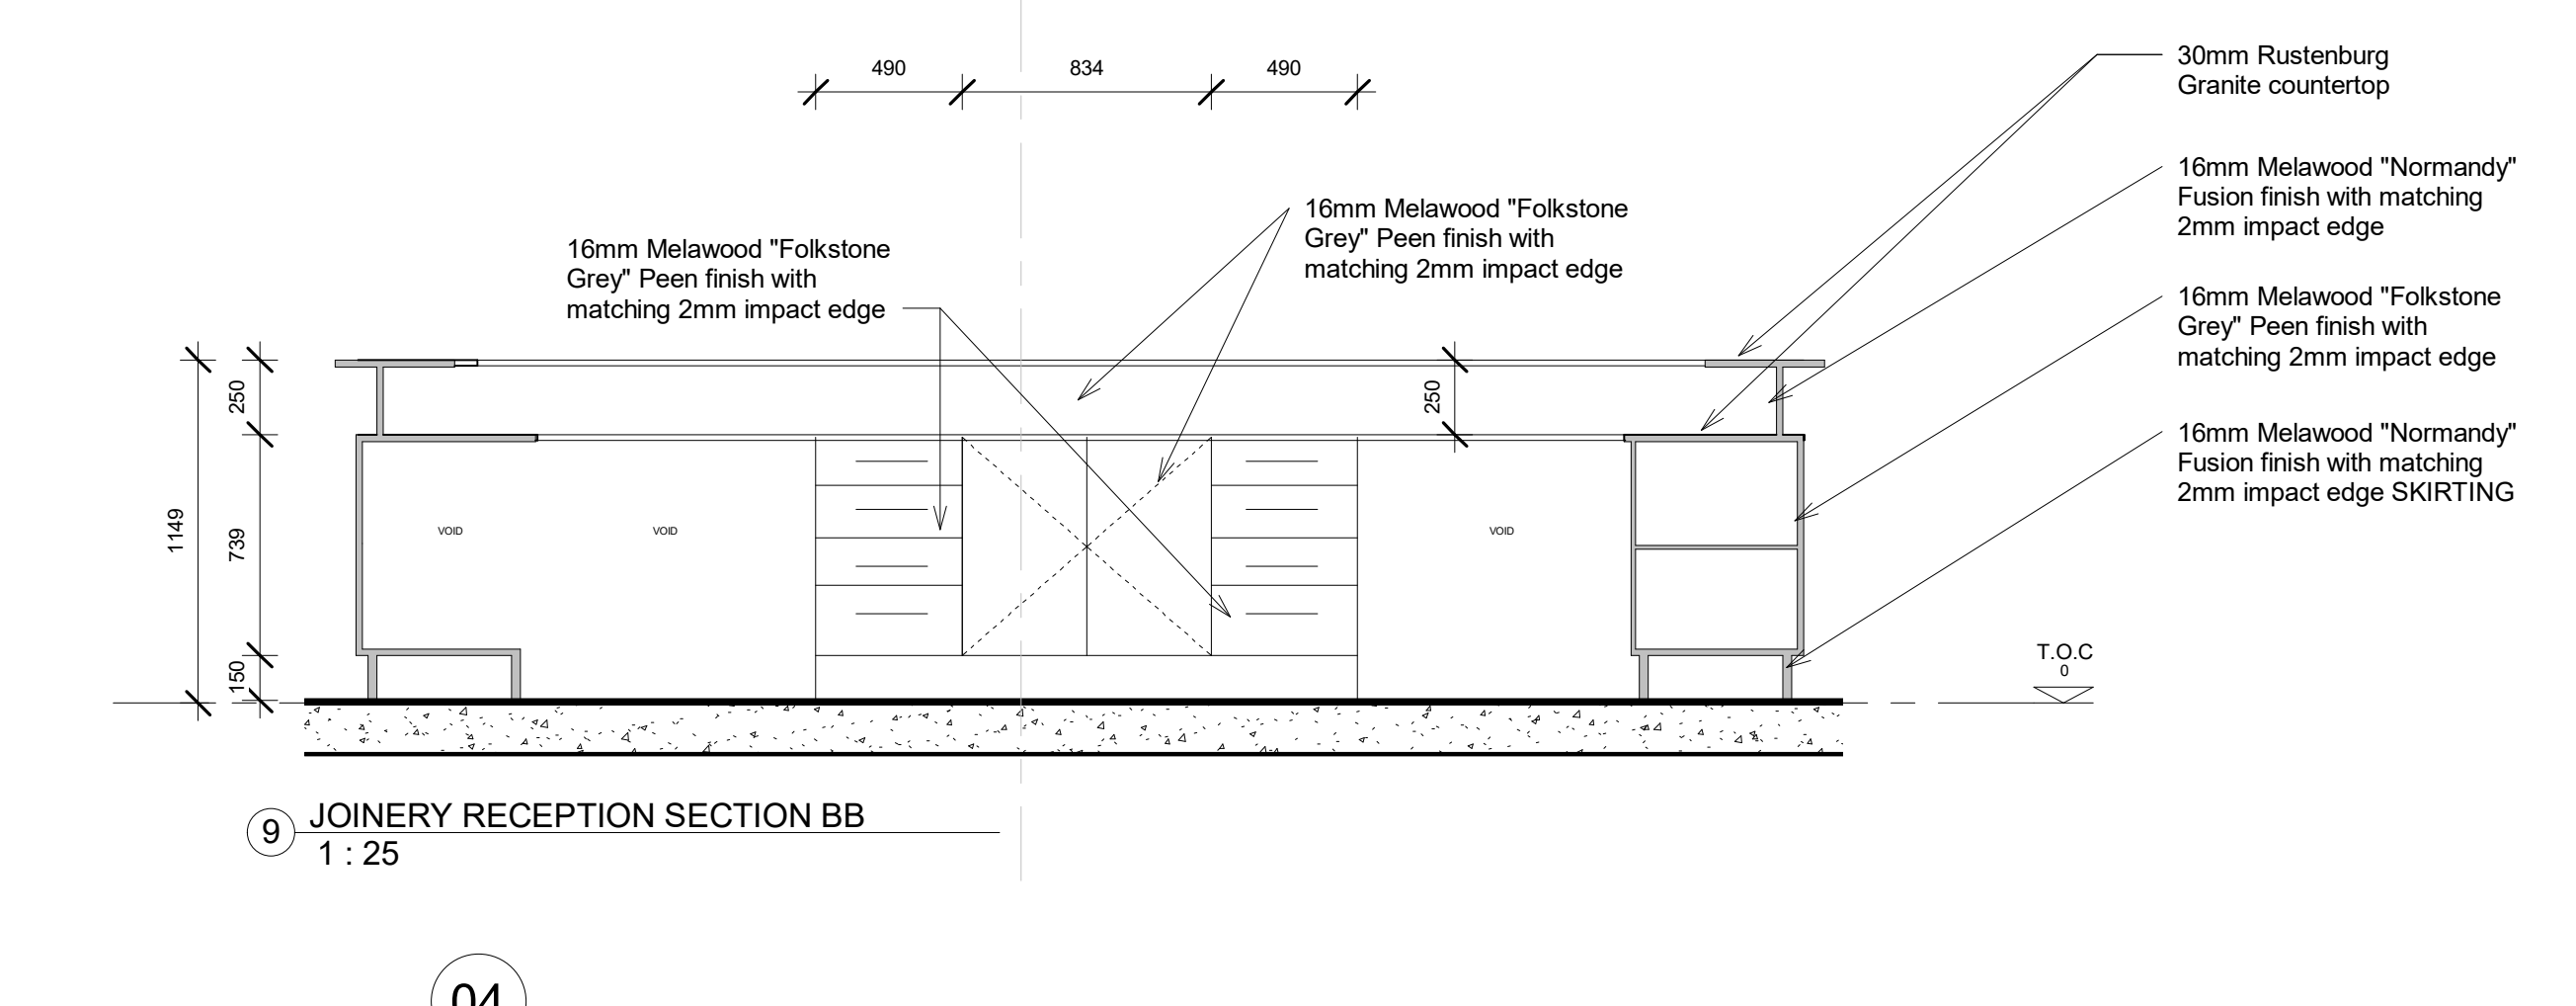 490
834
490
30mm Rustenburg
Granite countertop
16mm Melawood "Normandy"
Fusion finish with matching
2mm impact edge
16mm Melawood "Folkstone
Grey" Peen finish with
matching 2mm impact edge
16mm Melawood "Folkstone
Grey" Peen finish with
matching 2mm impact edge
16mm Melawood "Folkstone
Grey" Peen finish with
matching 2mm impact edge
16mm Melawood "Normandy"
Fusion finish with matching
2mm impact edge SKIRTING
250
250
1149
739
150
VOID
VOID
VOID
T.O.C
0
9
JOINERY RECEPTION SECTION BB
1 : 25
04